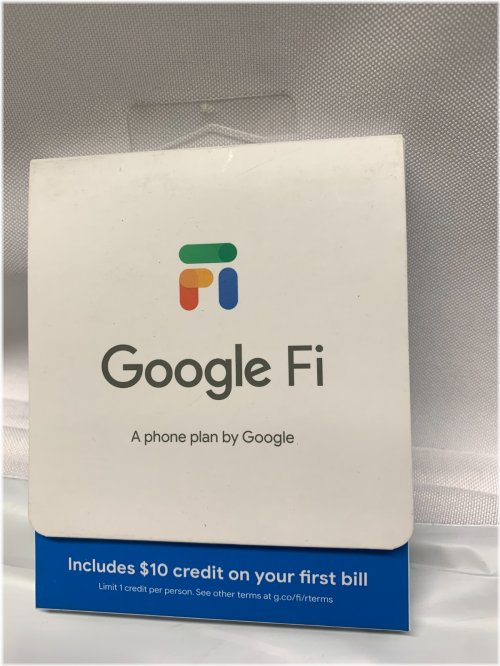 Google Fi
A phone plan by Google
Includes $10 credit on your first bill
Limit 1 credit per person. See other terms at g.co/fi/rterms